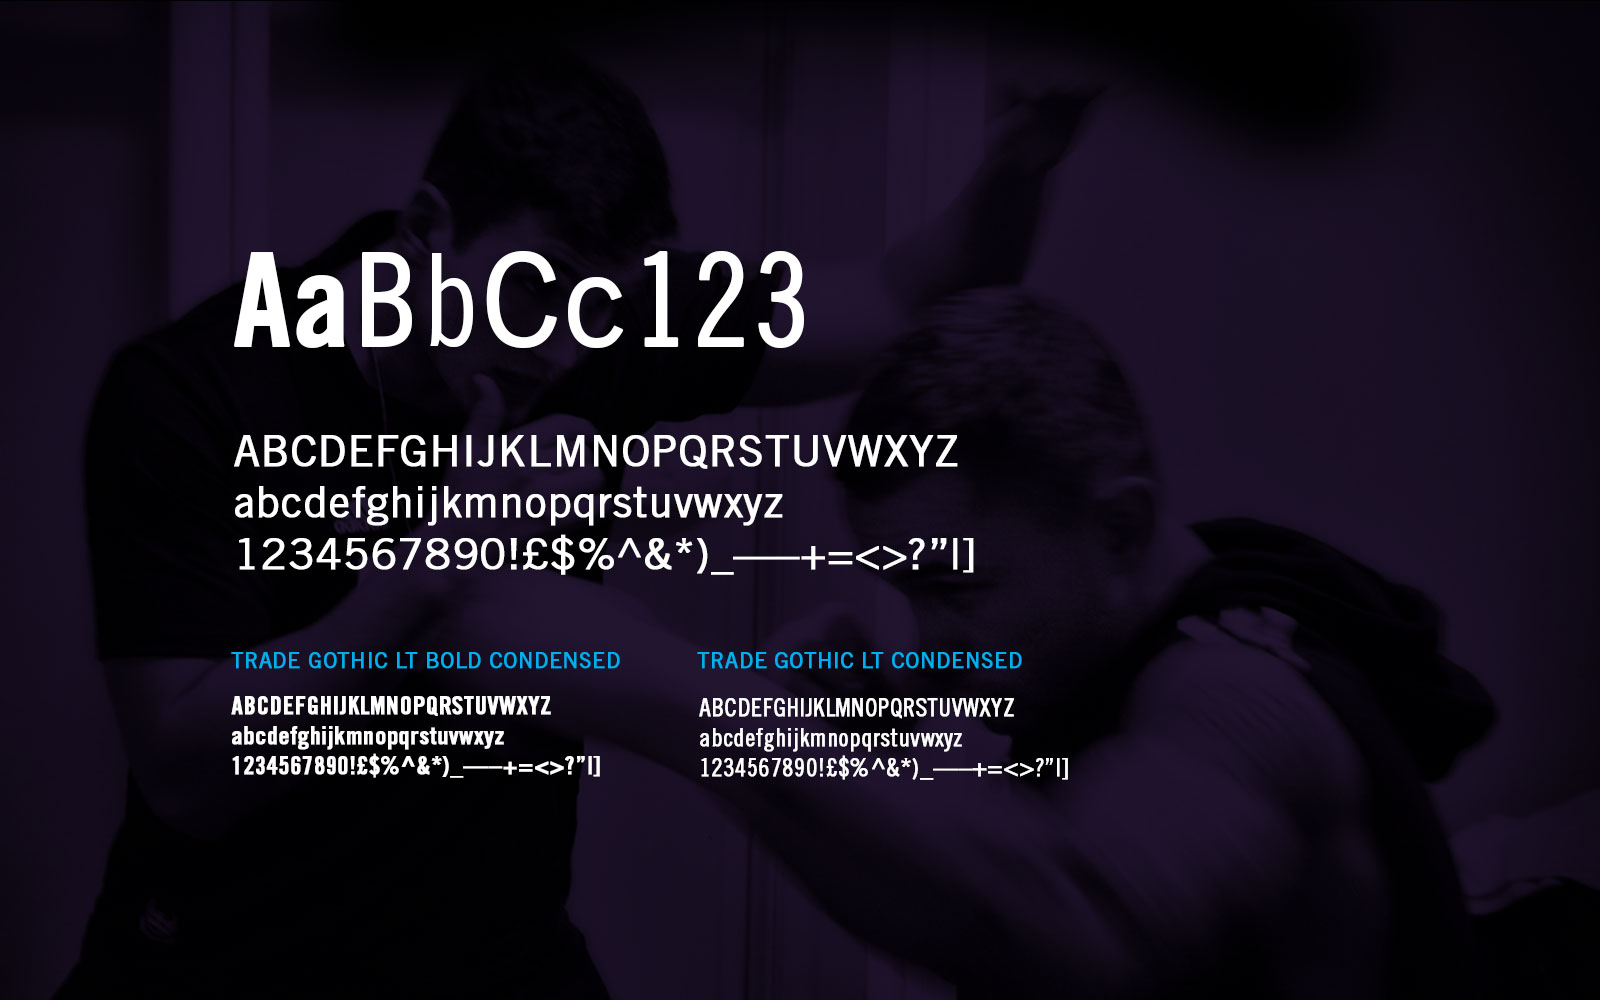 AaBbCc123
ABCDEFGHIJKLMNOPQRSTUVWXYZ
abcdefghijkmnopqrstuvwxyz
1234567890!£$%^&*)_——+=<>?”|]
TRADE GOTHIC LT BOLD CONDENSED
ABCDEFGHIJKLMNOPQRSTUVWXYZ
abcdefghijkmnopqrstuvwxyz
1234567890!£$%^&*)_——+=<>?”|]
TRADE GOTHIC LT CONDENSED
ABCDEFGHIJKLMNOPQRSTUVWXYZ
abcdefghijkmnopqrstuvwxyz
1234567890!£$%^&*)_——+=<>?”|]